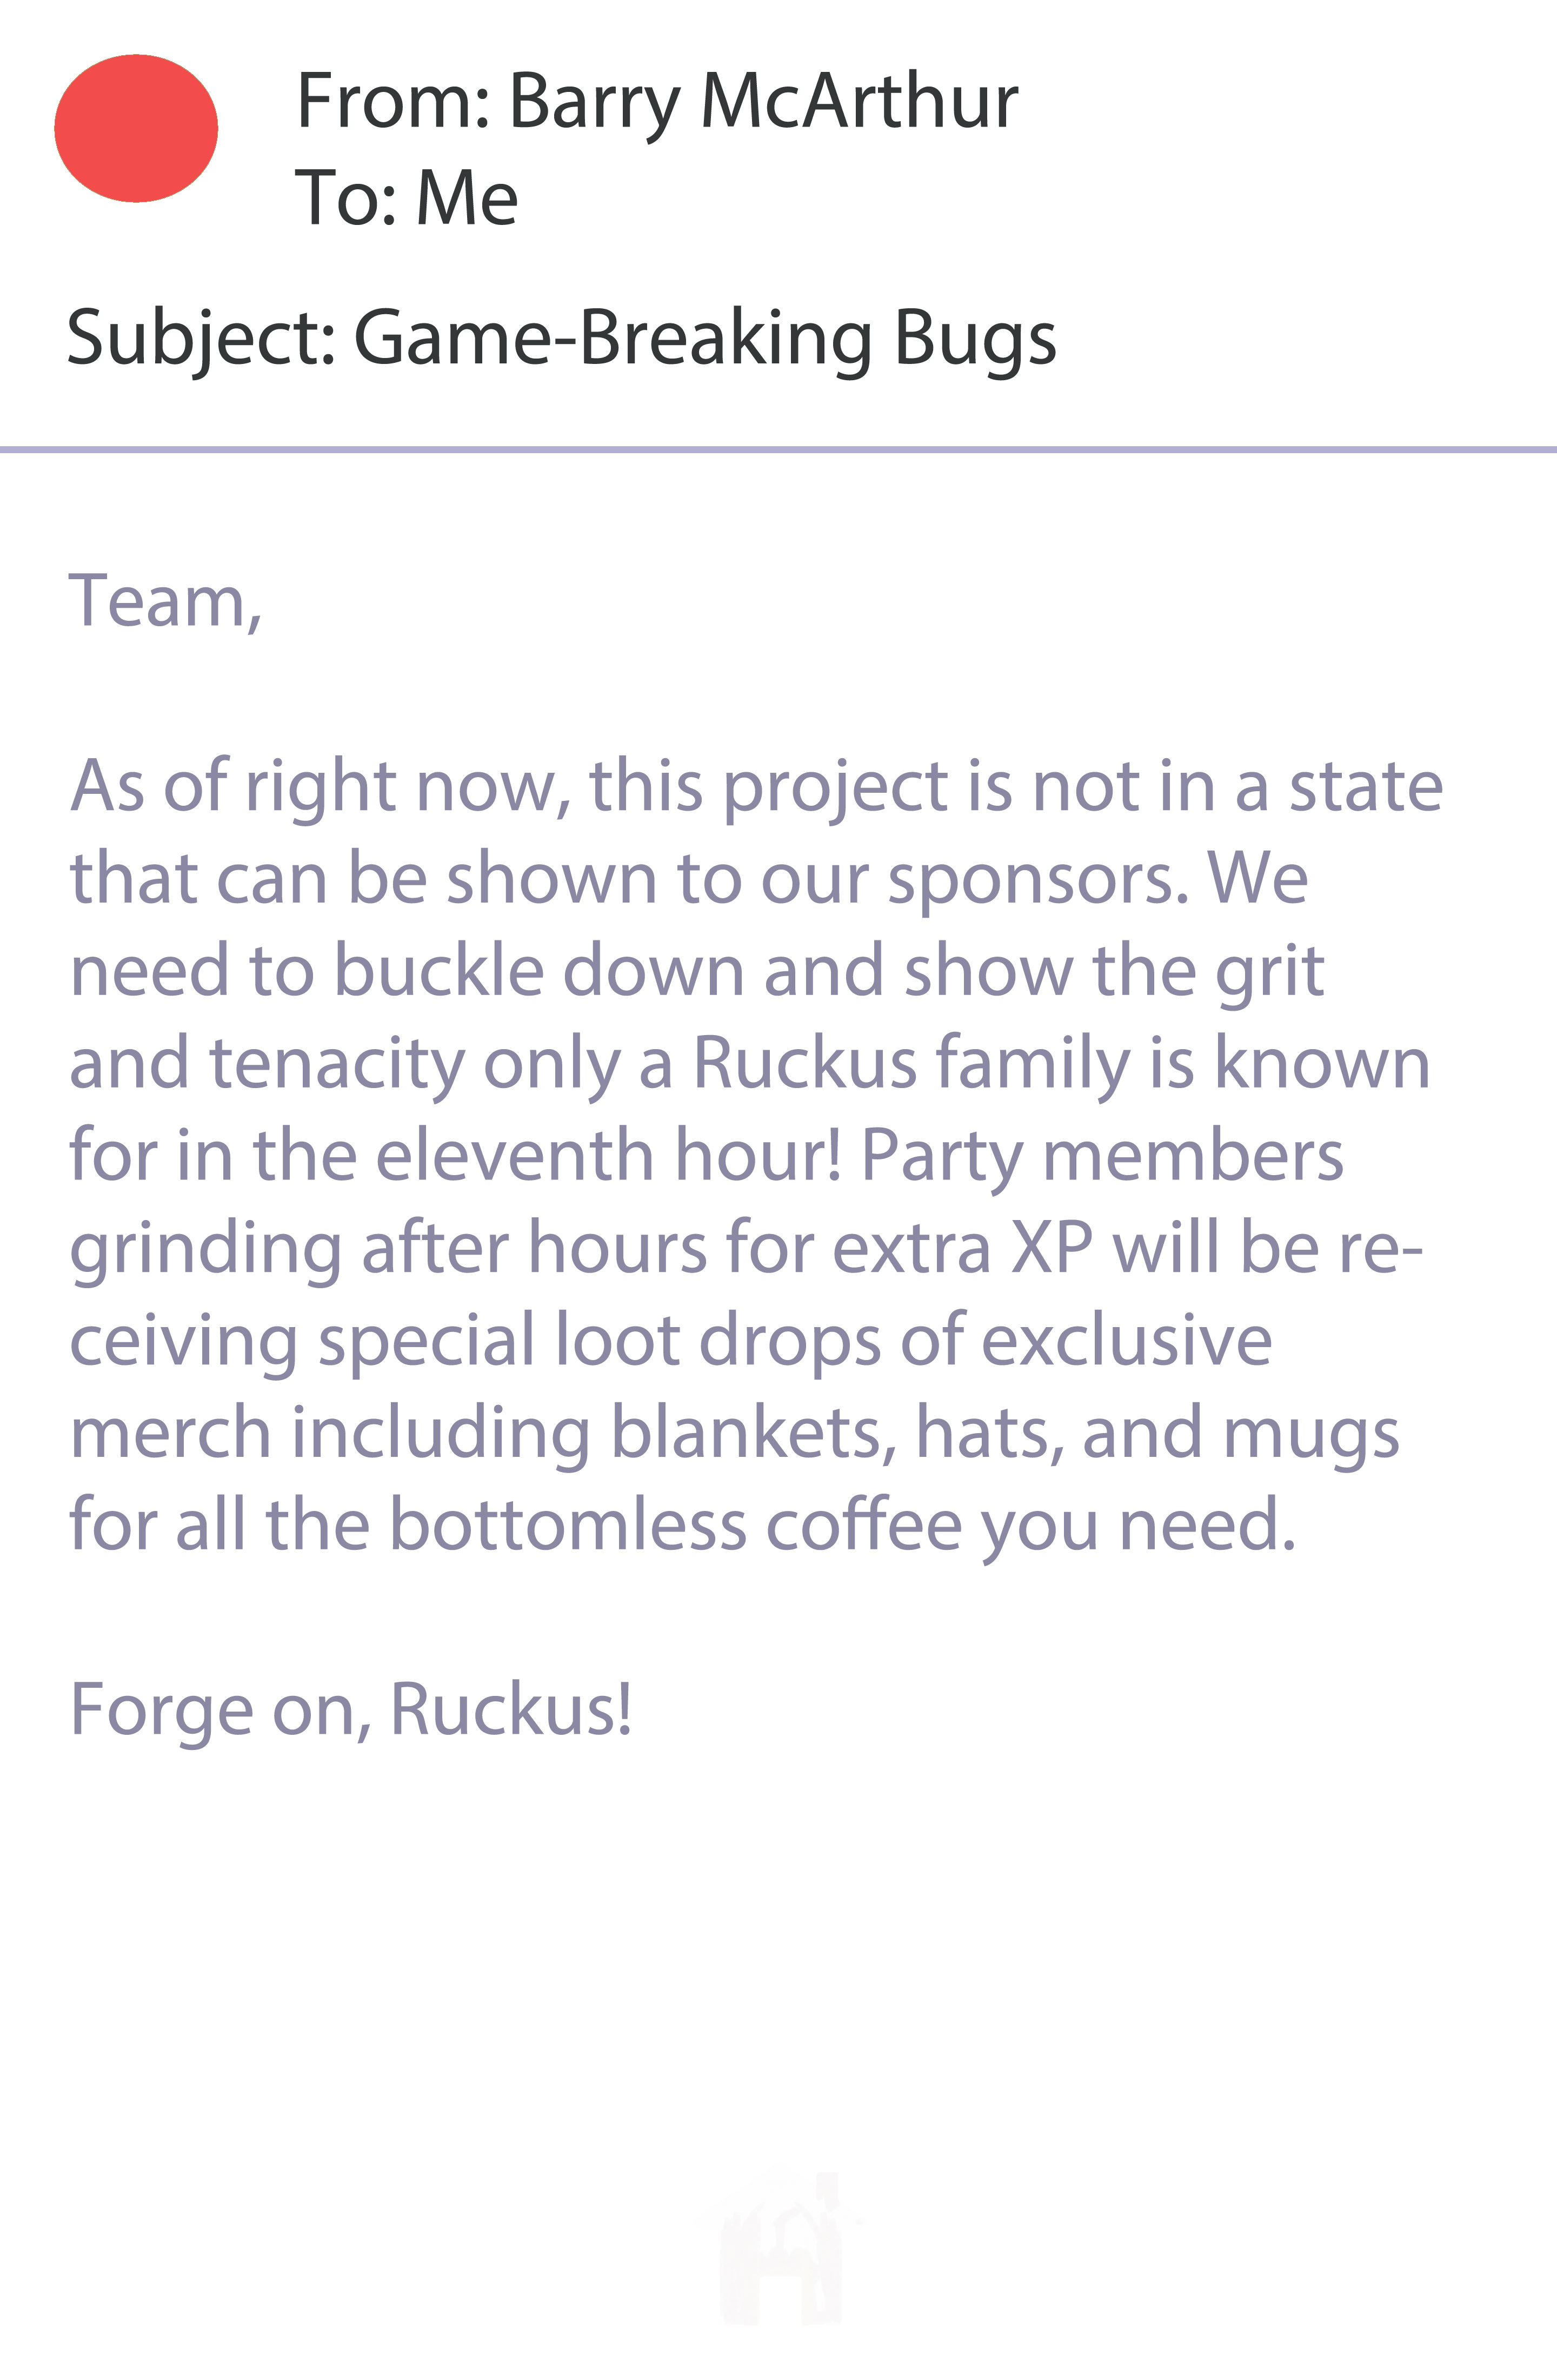 From: Barry McArthur
To: Me
Subject: Game-Breaking Bugs
Team,
As of right now, this project is not in a state
that can be shown to our sponsors. We
need to buckle down and show the grit
and tenacity only a Ruckus family is known
for in the eleventh hour! Party members
grinding after hours for extra XP will be re-
ceiving special loot drops of exclusive
merch including blankets, hats, and mugs
for all the bottomless coffee you need.
Forge on, Ruckus!